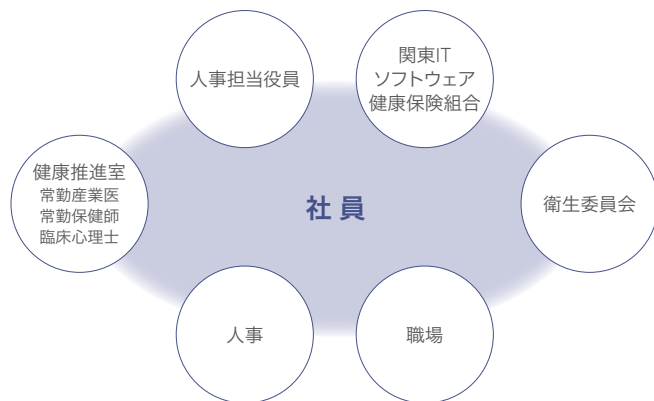 人事担当役員
関東IT
ソフトウェア
健康保険組合
健康推進室
常勤産業医
常勤保健師
臨床心理士
社員
衛生委員会
人事
職場